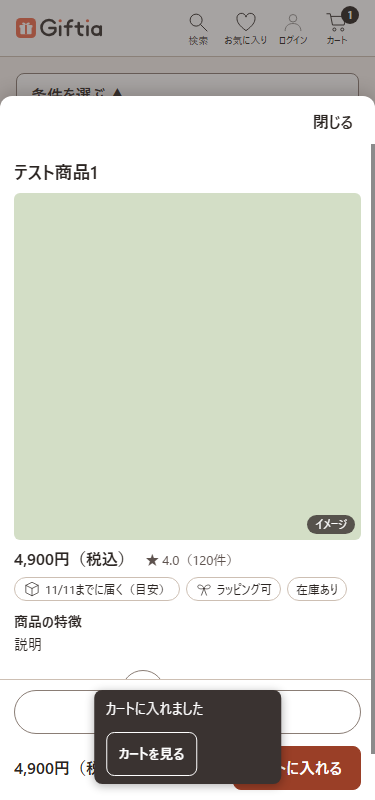 Giftia
検索
お気に入り
ログイン
1
カート
条件を選ぶ ▲
閉じる
テスト商品1
イメージ
4,900円（税込）
★ 4.0（120件）
11/11までに届く（目安）
ラッピング可
在庫あり
商品の特徴
説明
カートに入れました
カートを見る
4,900円（税
に入れる